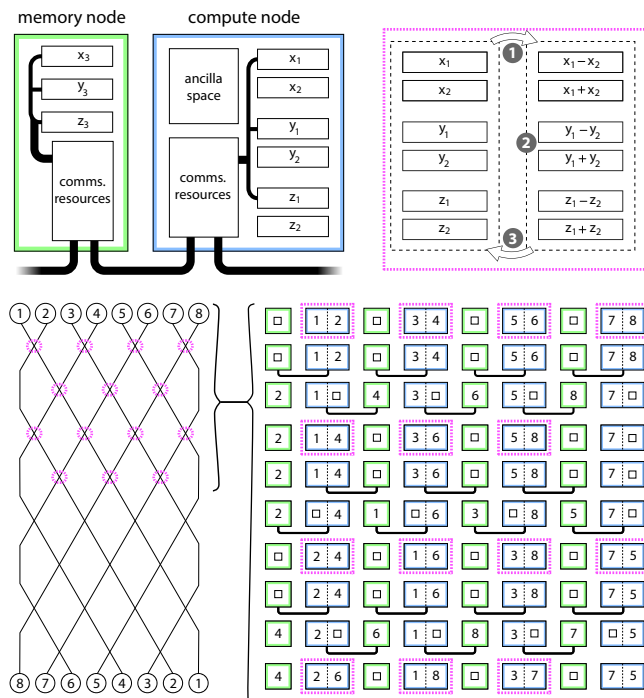 memory node
compute node
x3
y3
z3
comms.
resources
ancilla
space
comms.
resources
x1
x2
y1
y2
z1
z2
1
x1
x2
x1 – x2
x1 + x2
2
y1
y2
y1 – y2
y1 + y2
z1
z2
z1 – z2
z1 + z2
3
1 2 3 4 5 6 7 8
8 7 6 5 4 3 2 1
□ 1 2 □ 3 4 □ 5 6 □ 7 8
□ 1 2 □ 3 4 □ 5 6 □ 7 8
2 1 □ 4 3 □ 6 5 □ 8 7 □
2 1 4 □ 3 6 □ 5 8 □ 7 □
2 1 4 □ 3 6 □ 5 8 □ 7 □
2 □ 4 1 □ 6 3 □ 8 5 7 □
□ 2 4 □ 1 6 □ 3 8 □ 7 5
□ 2 4 □ 1 6 □ 3 8 □ 7 5
4 2 □ 6 1 □ 8 3 □ 7 □ 5
4 2 6 □ 1 8 □ 3 7 □ 7 5